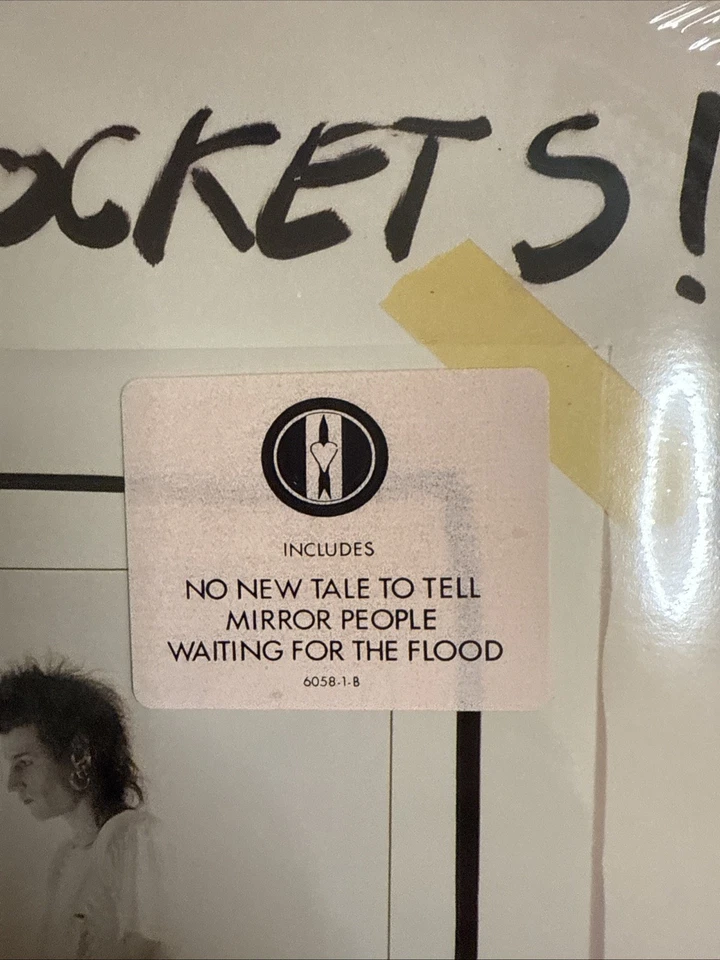 OCKETS!
INCLUDES
NO NEW TALE TO TELL
MIRROR PEOPLE
WAITING FOR THE FLOOD
6058-1-B